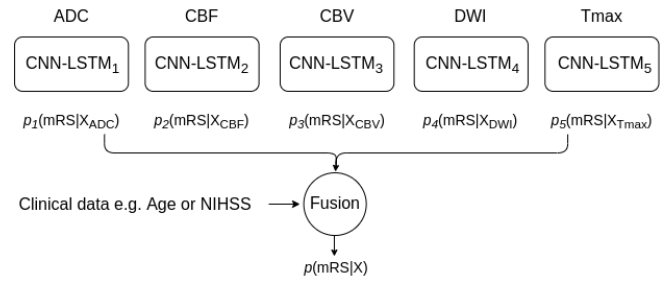 ADC CBF CBV DWI Tmax
CNN-LSTM1 CNN-LSTM2 CNN-LSTM3 CNN-LSTM4 CNN-LSTM5
p1(mRS|XADC) p2(mRS|XCBF) p3(mRS|XCBV) p4(mRS|XDWI) p5(mRS|XTmax)
Clinical data e.g. Age or NIHSS Fusion
p(mRS|X)